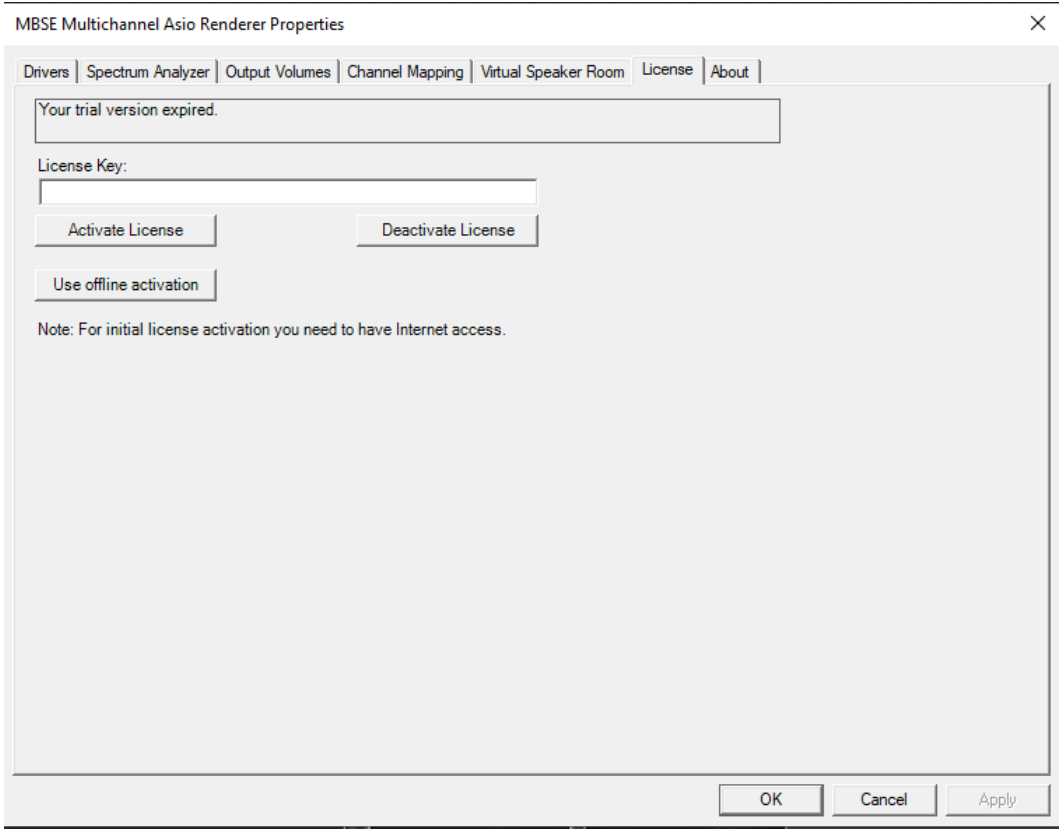 MBSE Multichannel Asio Renderer Properties
Drivers Spectrum Analyzer Output Volumes Channel Mapping Virtual Speaker Room License About
Your trial version expired.
License Key:
Activate License Deactivate License
Use offline activation
Note: For initial license activation you need to have Internet access.
OK Cancel Apply